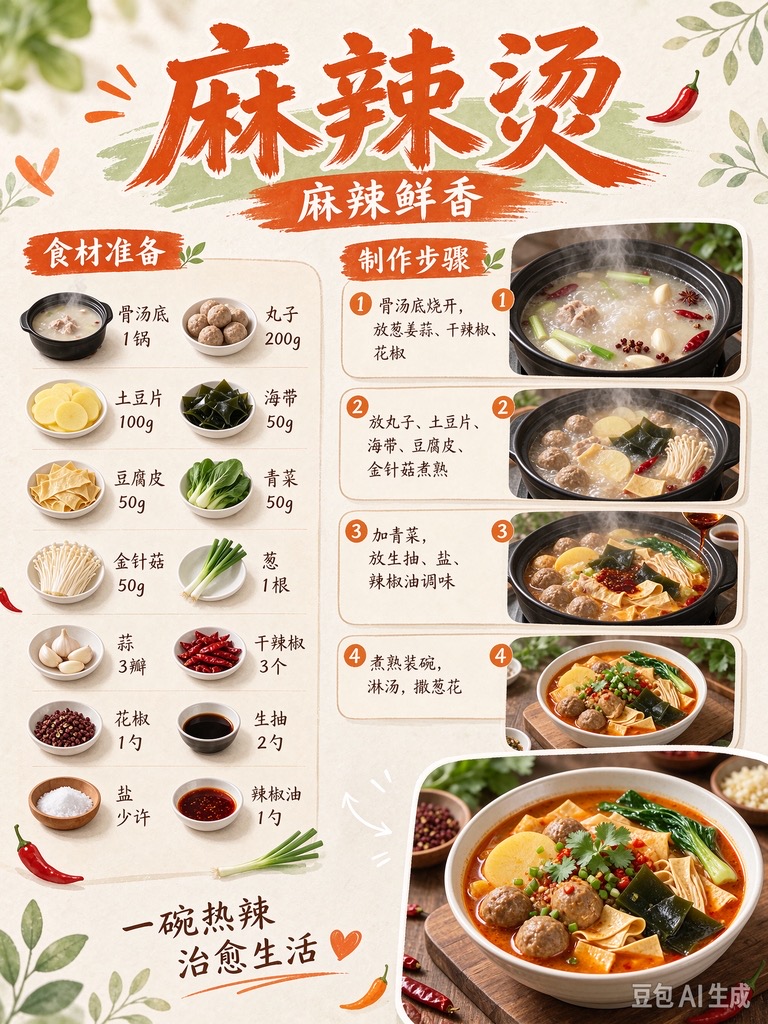 麻辣烫
麻辣鲜香
食材准备
骨汤底
1锅
丸子
200g
土豆片
100g
海带
50g
豆腐皮
50g
青菜
50g
金针菇
50g
葱
1根
蒜
3瓣
干辣椒
3个
花椒
1勺
生抽
2勺
盐
少许
辣椒油
1勺
制作步骤
1 骨汤底烧开，
放葱姜蒜、干辣椒、
花椒
1
2 放丸子、土豆片、
海带、豆腐皮、
金针菇煮熟
2
3 加青菜，
放生抽、盐、
辣椒油调味
3
4 煮熟装碗，
淋汤，撒葱花
4
一碗热辣
治愈生活
豆包AI生成